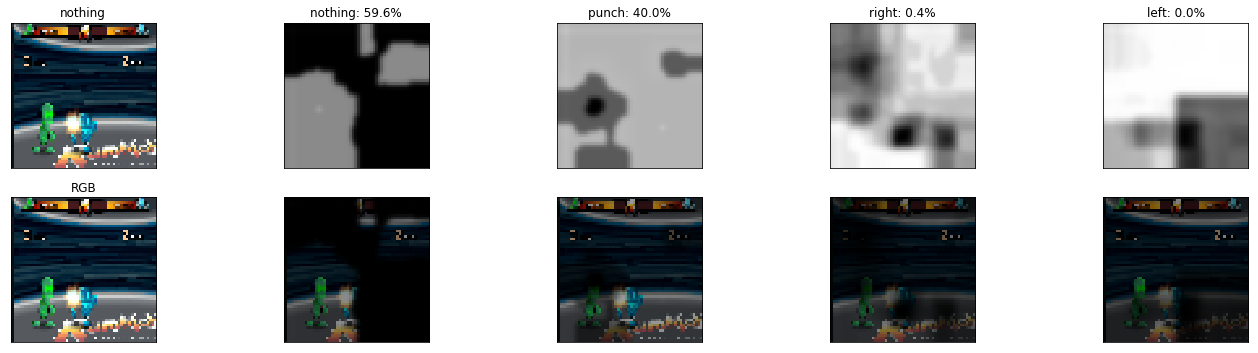 nothing
nothing: 59.6%
punch: 40.0%
right: 0.4%
left: 0.0%
RGB